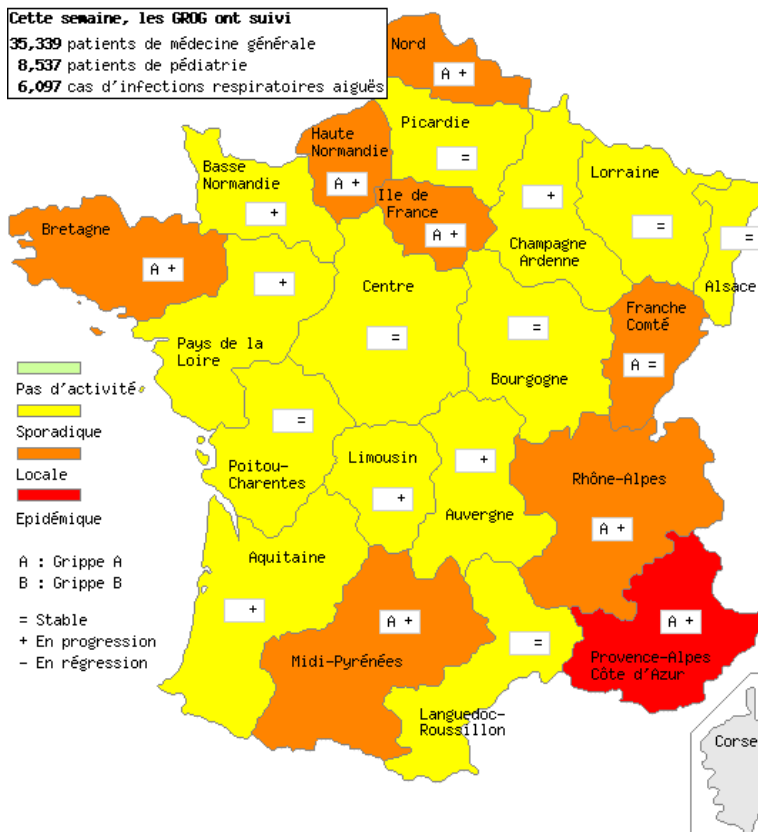 Cette semaine, les GROG ont suivi
35,339 patients de médecine générale
8,537 patients de pédiatrie
6,097 cas d'infections respiratoires aiguës
Nord
A +
Picardie
=
Haute
Normandie
A +
Basse
Normandie
+
Ile de
France
A +
+
Champagne
Ardenne
Lorraine
=
=
Alsace
Bretagne
A +
+
Pays de la
Loire
Centre
=
=
Bourgogne
Franche
Comté
A =
=
Poitou-
Charentes
Limousin
+
+
Auvergne
Rhône-Alpes
A +
Aquitaine
+
A +
Midi-Pyrénées
=
Languedoc-
Roussillon
A +
Provence-Alpes
Côte d'Azur
Corse
Pas d'activité
Sporadique
Locale
Epidémique
A : Grippe A
B : Grippe B
= Stable
+ En progression
- En régression